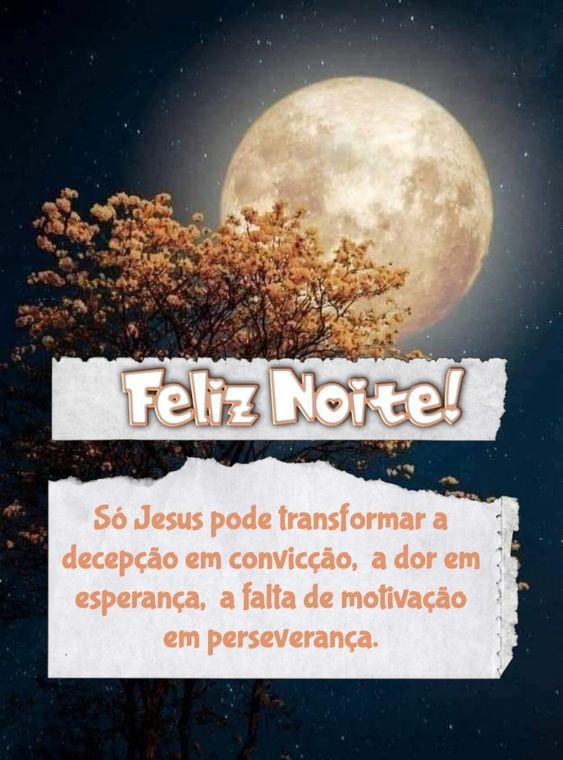 Feliz Noite!
Só Jesus pode transformar a
decepção em convicção, a dor em
esperança, a falta de motivação
em perseverança.